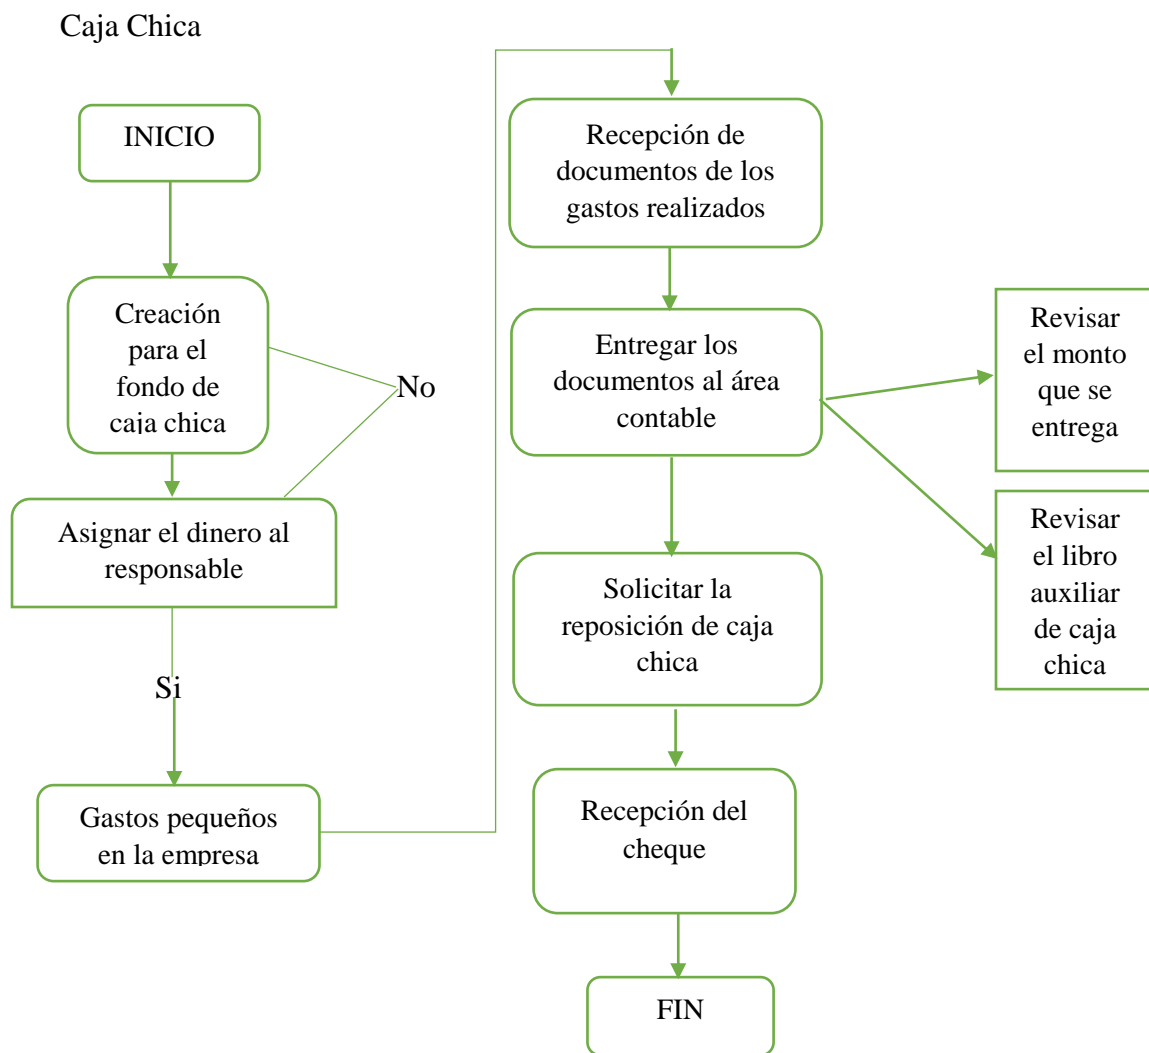 Caja Chica
INICIO
Creación
para el
fondo de
caja chica
No
Asignar el dinero al
responsable
Si
Gastos pequeños
en la empresa
Recepción de
documentos de los
gastos realizados
Entregar los
documentos al área
contable
Revisar
el monto
que se
entrega
Revisar
el libro
auxiliar
de caja
chica
Solicitar la
reposición de caja
chica
Recepción del
cheque
FIN